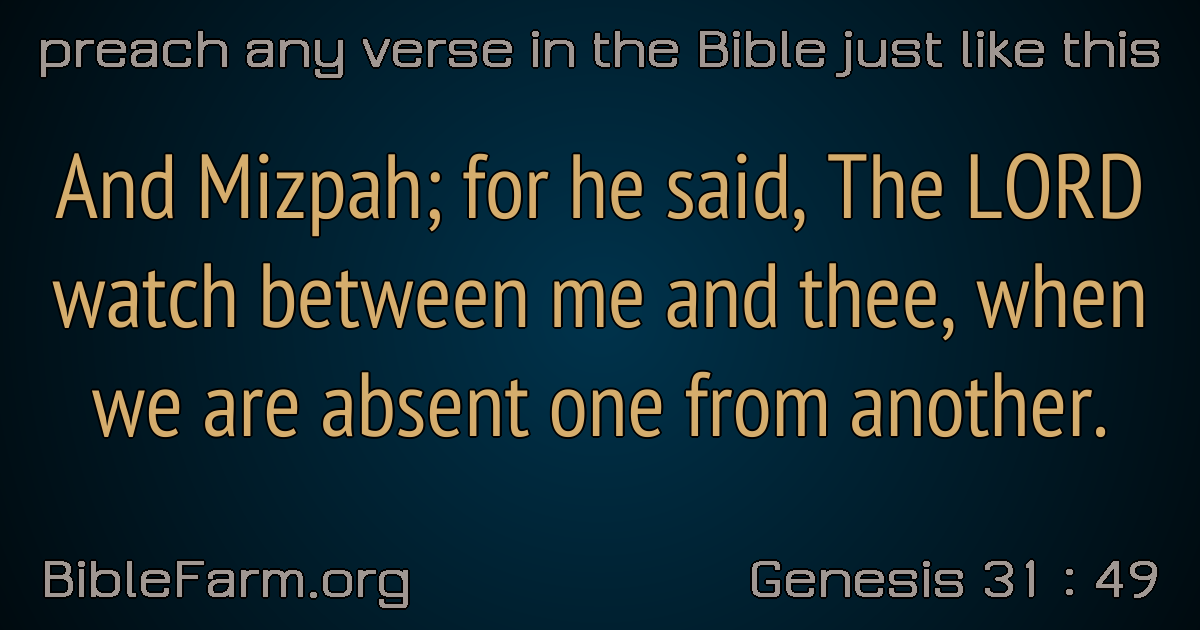 preach any verse in the Bible just like this
And Mizpah; for he said, The LORD
watch between me and thee, when
we are absent one from another.
BibleFarm.org
Genesis 31 : 49